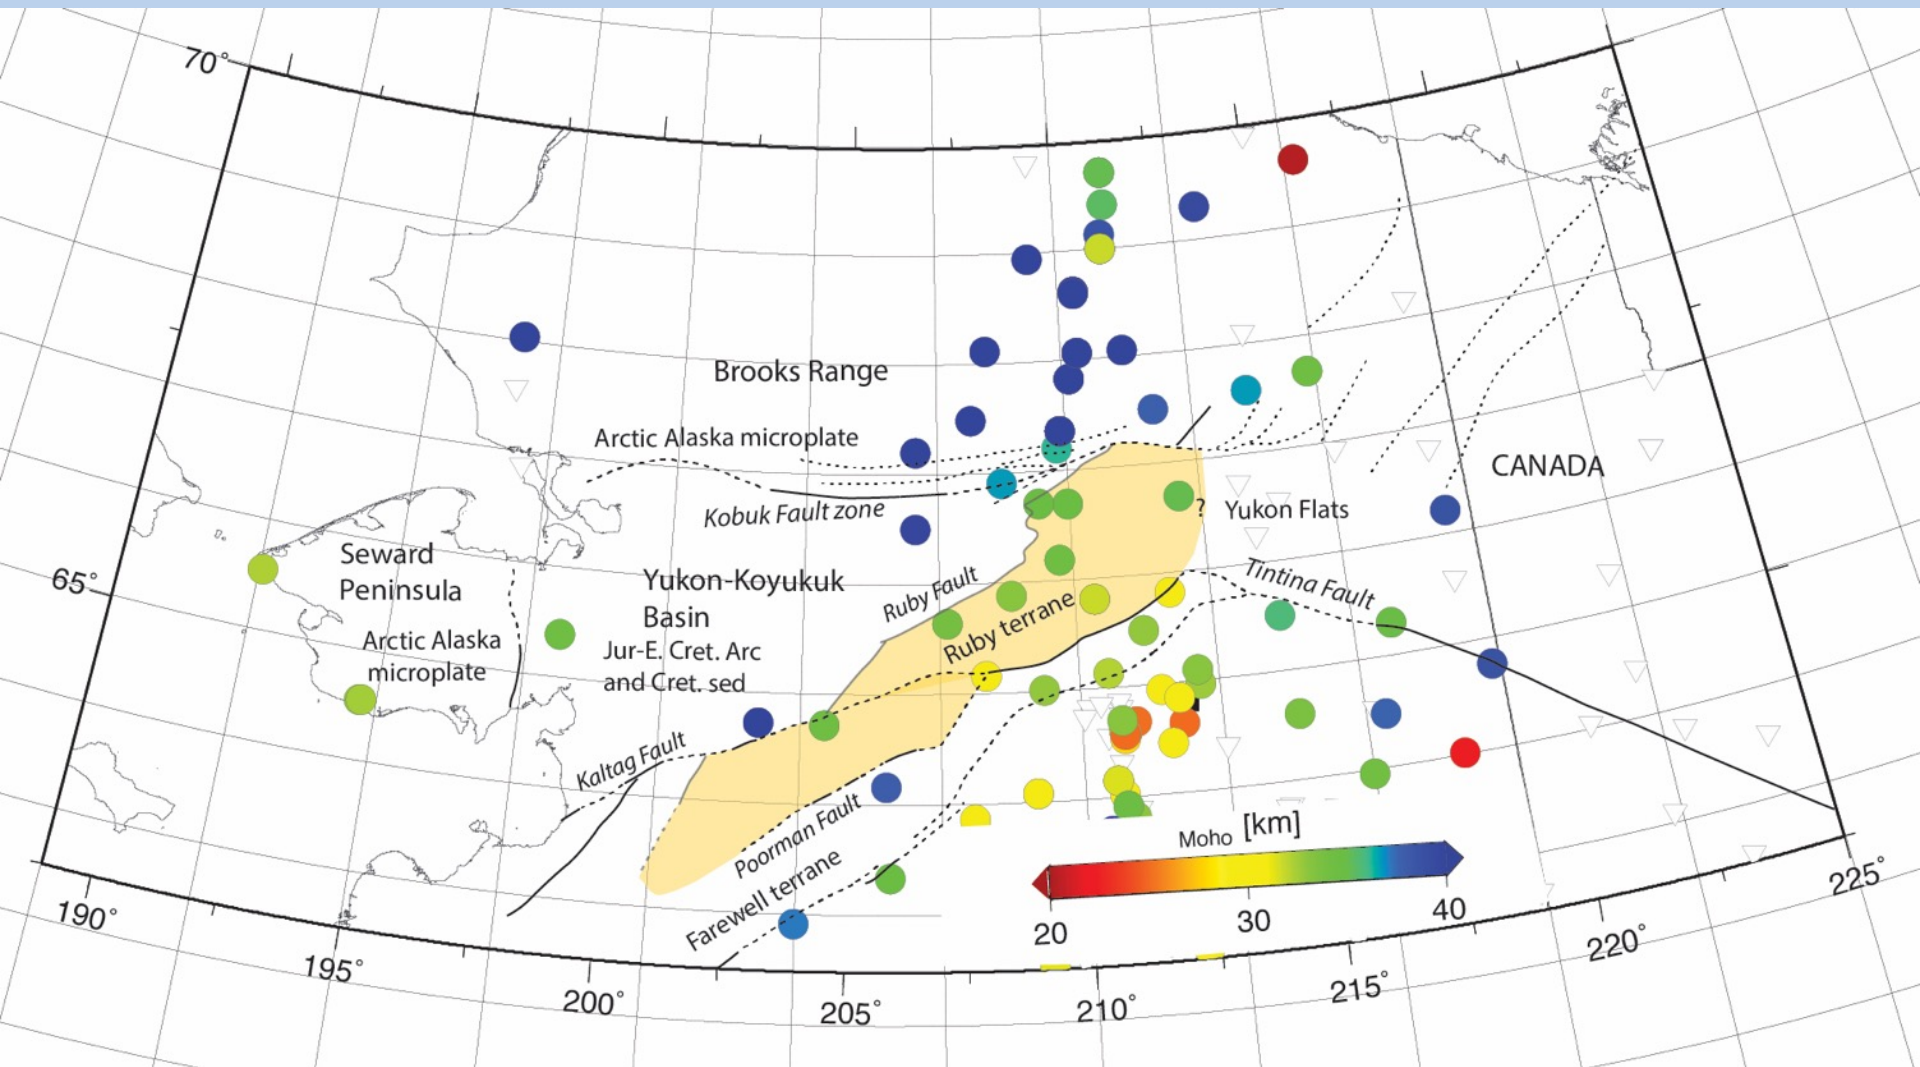 70°
Brooks Range
Arctic Alaska microplate
CANADA
Kobuk Fault zone
? Yukon Flats
Seward
Peninsula
65°
Yukon-Koyukuk
Basin
Tintina Fault
Ruby Fault
Ruby terrane
Arctic Alaska
microplate
Jur-E. Cret. Arc
and Cret. sed
Kaltag Fault
Poorman Fault
Farewell terrane
Moho [km]
20
30
40
190°
195°
200°
205°
210°
215°
220°
225°